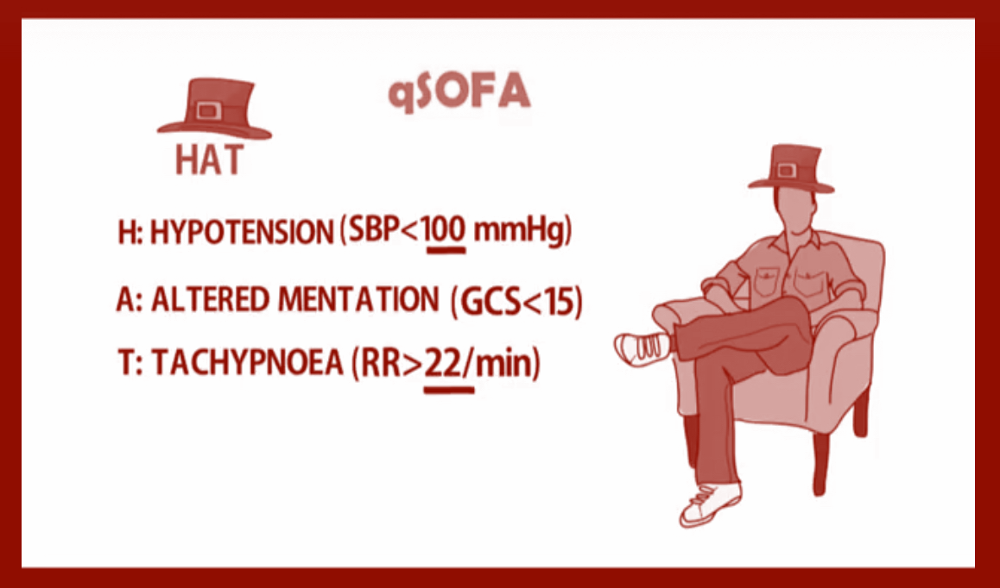 qSOFA
HAT
H: HYPOTENSION (SBP<100 mmHg)
A: ALTERED MENTATION (GCS<15)
T: TACHYPNOEA (RR>22/min)